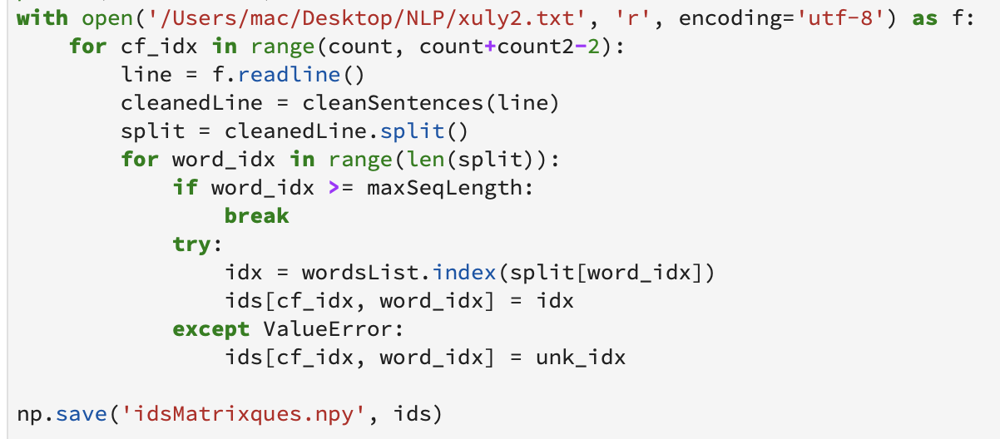 with open('/Users/mac/Desktop/NLP/xuly2.txt', 'r', encoding='utf-8') as f:
    for cf_idx in range(count, count+count2-2):
        line = f.readline()
        cleanedLine = cleanSentences(line)
        split = cleanedLine.split()
        for word_idx in range(len(split)):
            if word_idx >= maxSeqLength:
                break
            try:
                idx = wordsList.index(split[word_idx])
                ids[cf_idx, word_idx] = idx
            except ValueError:
                ids[cf_idx, word_idx] = unk_idx

np.save('idsMatrixques.npy', ids)